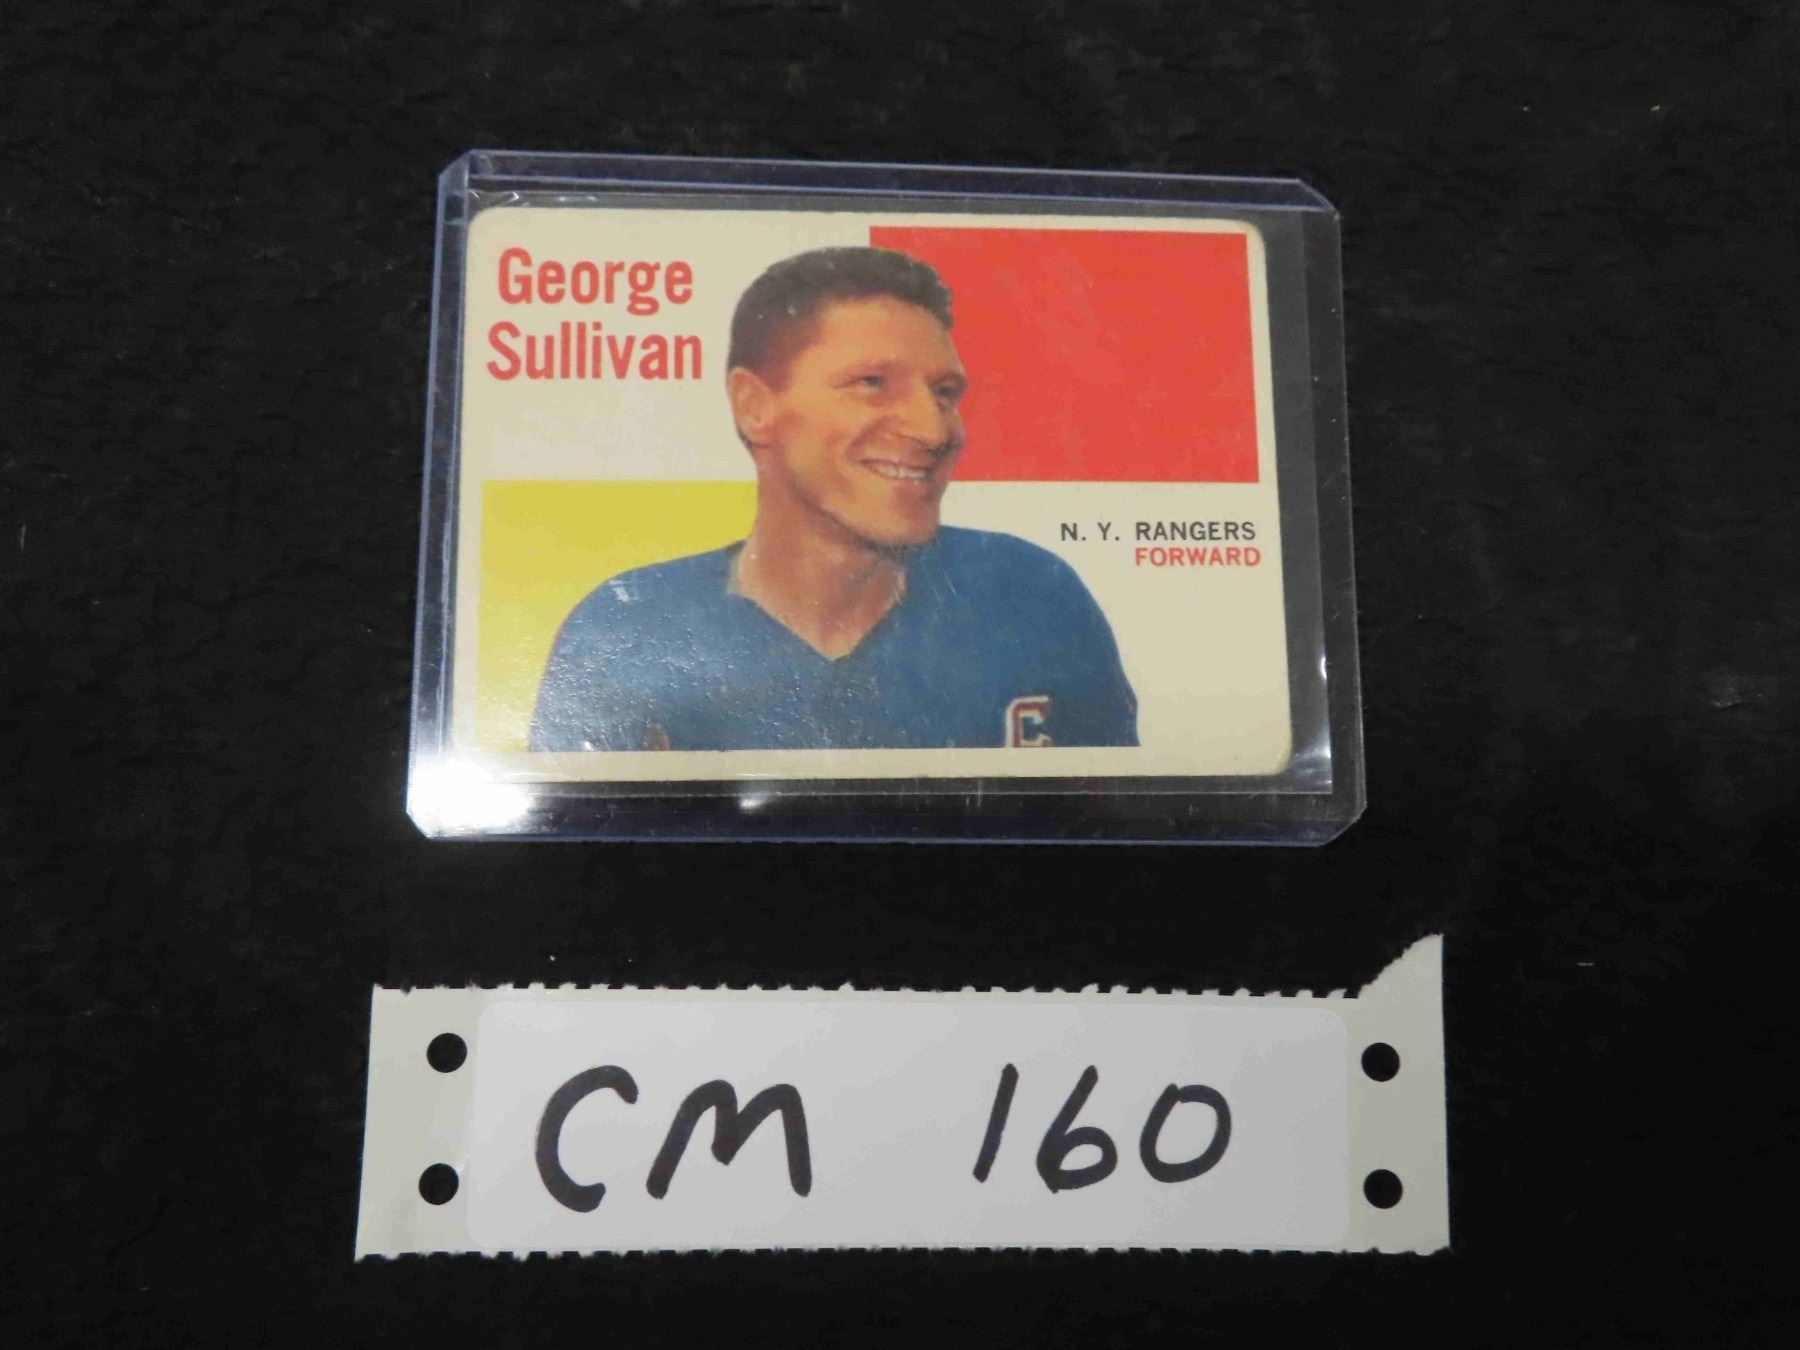 George
Sullivan
N. Y. RANGERS
FORWARD
C
CM 160